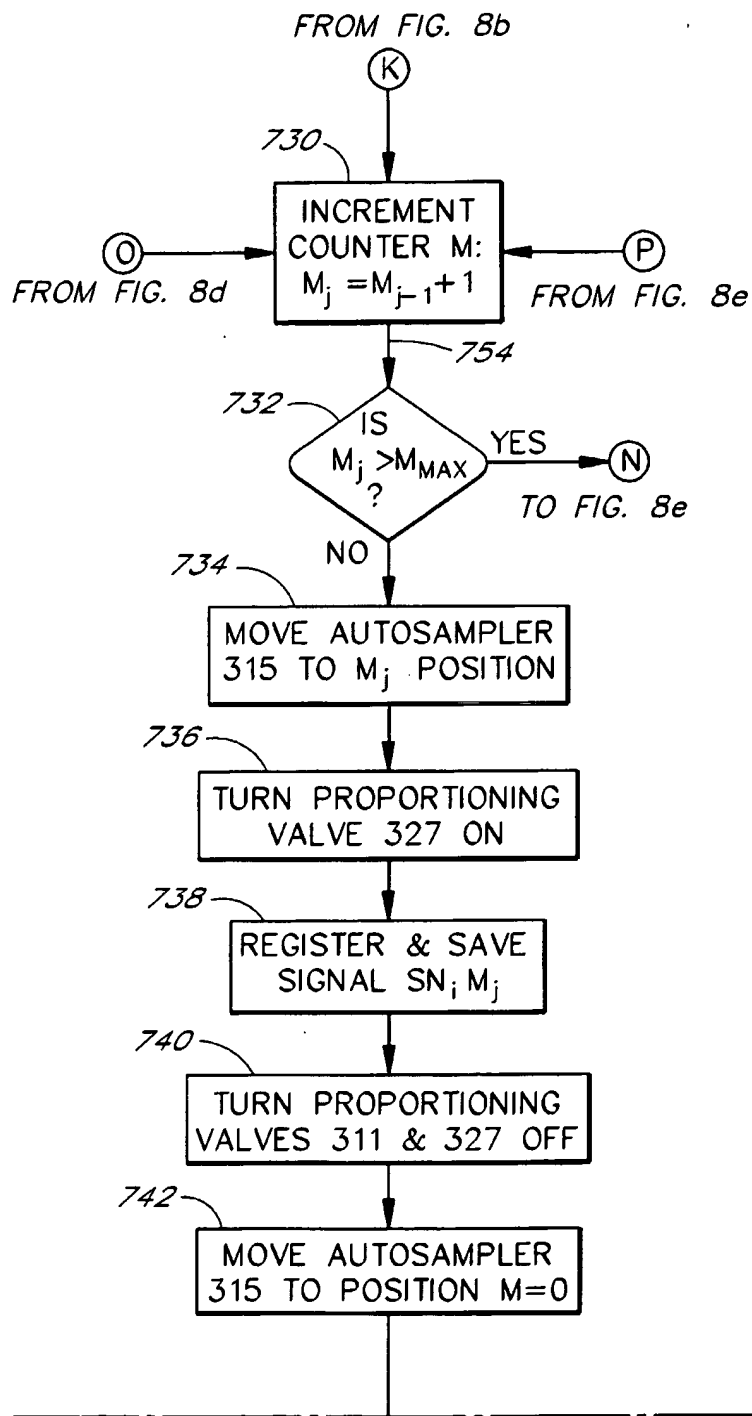 FROM FIG. 8b
K
730
INCREMENT
COUNTER M:
Mj = Mj-1 + 1
O
FROM FIG. 8d
P
FROM FIG. 8e
754
732
IS
Mj > MMAX
?
YES
N
TO FIG. 8e
NO
734
MOVE AUTOSAMPLER
315 TO Mj POSITION
736
TURN PROPORTIONING
VALVE 327 ON
738
REGISTER & SAVE
SIGNAL SNi Mj
740
TURN PROPORTIONING
VALVES 311 & 327 OFF
742
MOVE AUTOSAMPLER
315 TO POSITION M=0